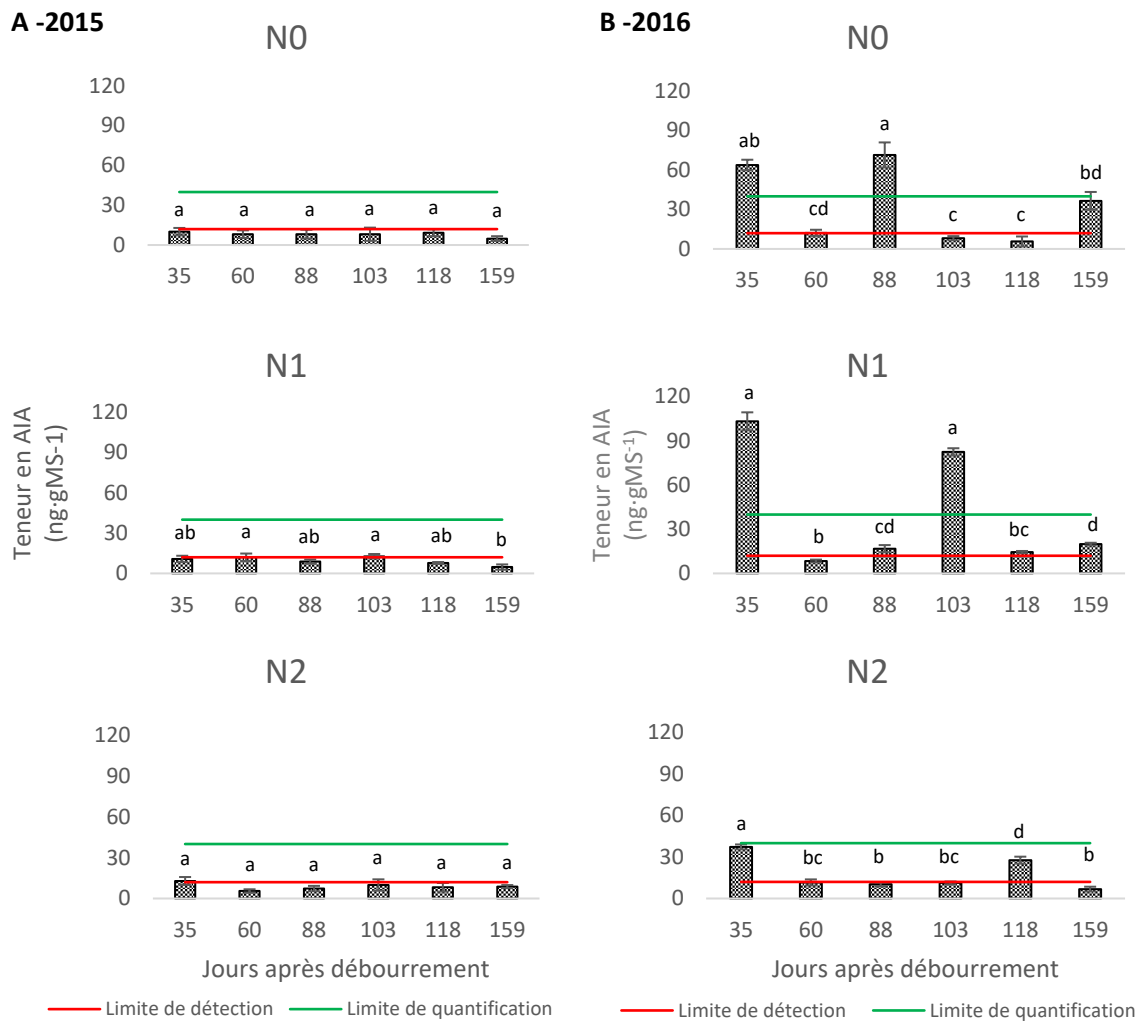 A -2015
N0
120
90
60
30
0
a a a a a a
35 60 88 103 118 159
N1
Teneur en AIA
(ng·gMS-1)
120
90
60
30
0
ab a ab a ab b
35 60 88 103 118 159
N2
120
90
60
30
0
a a a a a a
35 60 88 103 118 159
Jours après débourrement
Limite de détection Limite de quantification
B -2016
N0
120
90
60
30
0
ab cd a c c bd
35 60 88 103 118 159
N1
Teneur en AIA
(ng·gMS⁻¹)
120
90
60
30
0
a b cd a bc d
35 60 88 103 118 159
N2
120
90
60
30
0
a bc b bc d b
35 60 88 103 118 159
Jours après débourrement
Limite de détection Limite de quantification